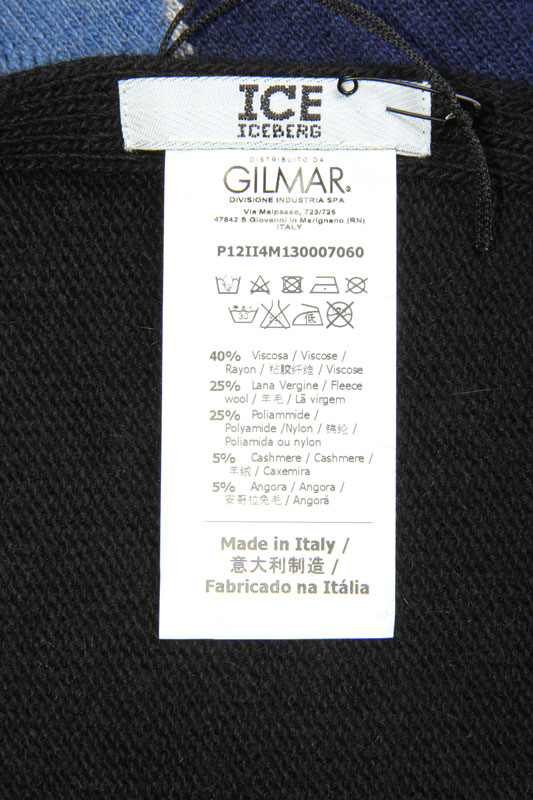 ICE
ICEBERG
DISTRIBUITO DA
GILMAR
DIVISIONE INDUSTRIA SPA
Via Malpasso, 723/725
47842 S.Giovanni in Marignano (RN)
ITALY
P12II4M130007060
30
低
40% Viscosa / Viscose /
Rayon / 粘胶纤维 / Viscose
25% Lana Vergine / Fleece
wool / 羊毛 / Lã virgem
25% Poliammide /
Polyamide /Nylon / 锦纶 /
Poliamida ou nylon
5% Cashmere / Cashmere /
羊绒 / Caxemira
5% Angora / Angora /
安哥拉兔毛 / Angorá
Made in Italy /
意大利制造 /
Fabricado na Itália